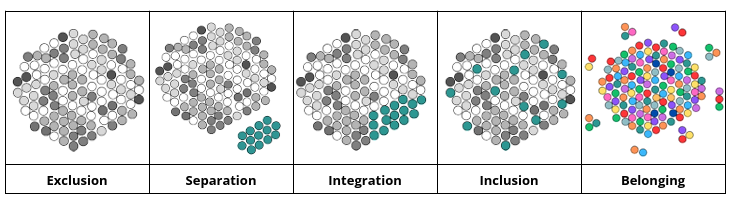 Exclusion
Separation
Integration
Inclusion
Belonging